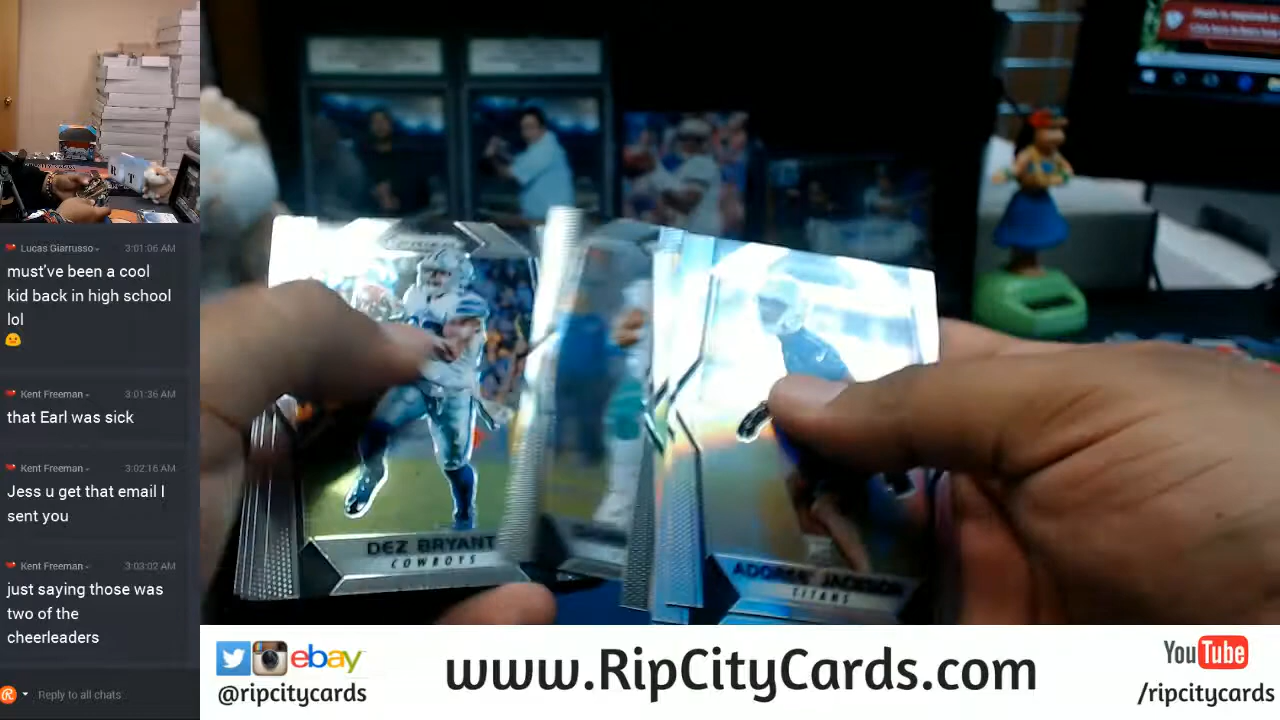 Lucas Giarrusso
3:01:06 AM
must've been a cool
kid back in high school
lol
Kent Freeman
3:01:36 AM
that Earl was sick
Kent Freeman
3:02:16 AM
Jess u get that email I
sent you
Kent Freeman
3:03:02 AM
just saying those was
two of the
cheerleaders
Reply to all chats
DEZ BRYANT
COWBOYS
ADOREE' JACKSON
TITANS
ebay
@ripcitycards
www.RipCityCards.com
YouTube
/ripcitycards